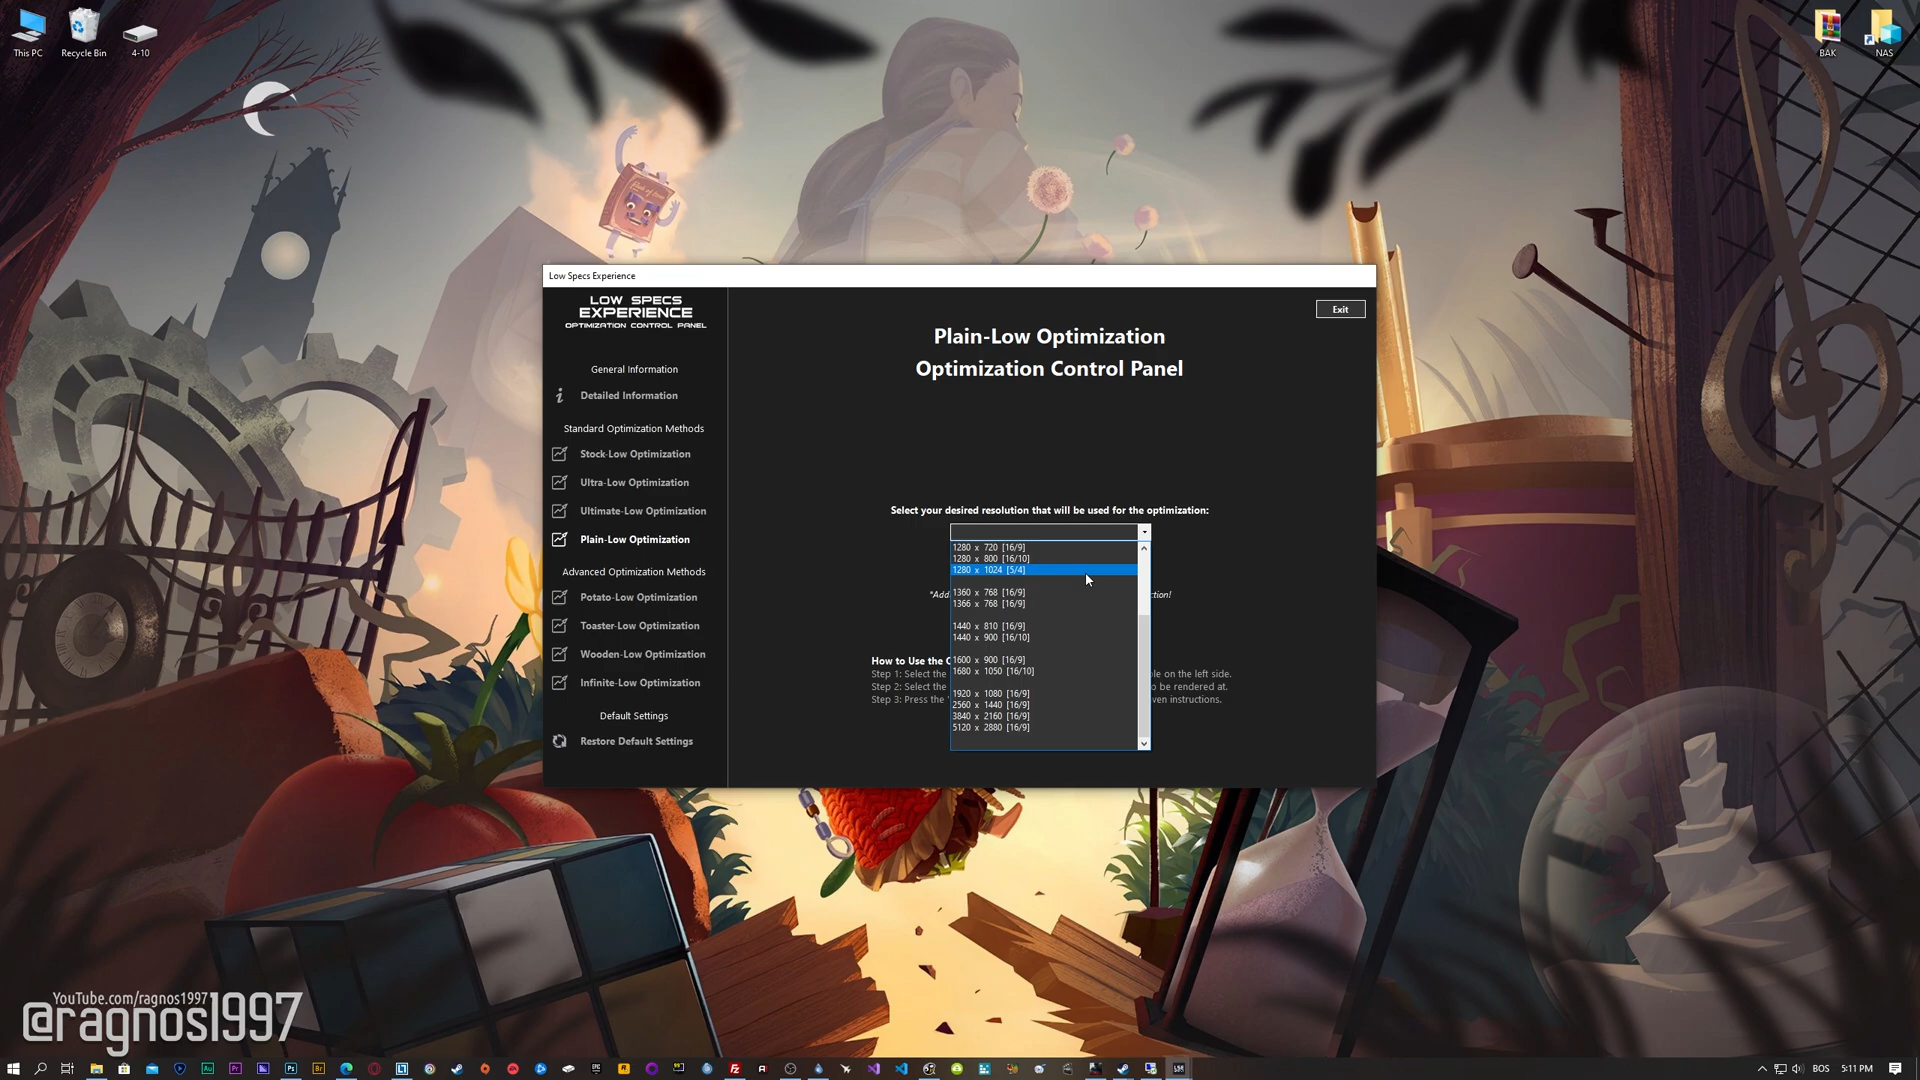 This PC
Recycle Bin
4-10
BAK
NAS
Low Specs Experience
LOW SPECS
EXPERIENCE
OPTIMIZATION CONTROL PANEL
General Information
Detailed Information
Standard Optimization Methods
Stock-Low Optimization
Ultra-Low Optimization
Ultimate-Low Optimization
Plain-Low Optimization
Advanced Optimization Methods
Potato-Low Optimization
Toaster-Low Optimization
Wooden-Low Optimization
Infinite-Low Optimization
Default Settings
Restore Default Settings
Exit
Plain-Low Optimization
Optimization Control Panel
Select your desired resolution that will be used for the optimization:
1280 x 720 [16/9]
1280 x 800 [16/10]
1280 x 1024 [5/4]
1360 x 768 [16/9]
1366 x 768 [16/9]
1440 x 810 [16/9]
1440 x 900 [16/10]
1600 x 900 [16/9]
1680 x 1050 [16/10]
1920 x 1080 [16/9]
2560 x 1440 [16/9]
3840 x 2160 [16/9]
5120 x 2880 [16/9]
*Add
tion!
How to Use the
Step 1: Select the
le on the left side.
Step 2: Select the
o be rendered at.
Step 3: Press the
ven instructions.
YouTube.com/ragnos1997
@ragnos1997
BOS
5:11 PM